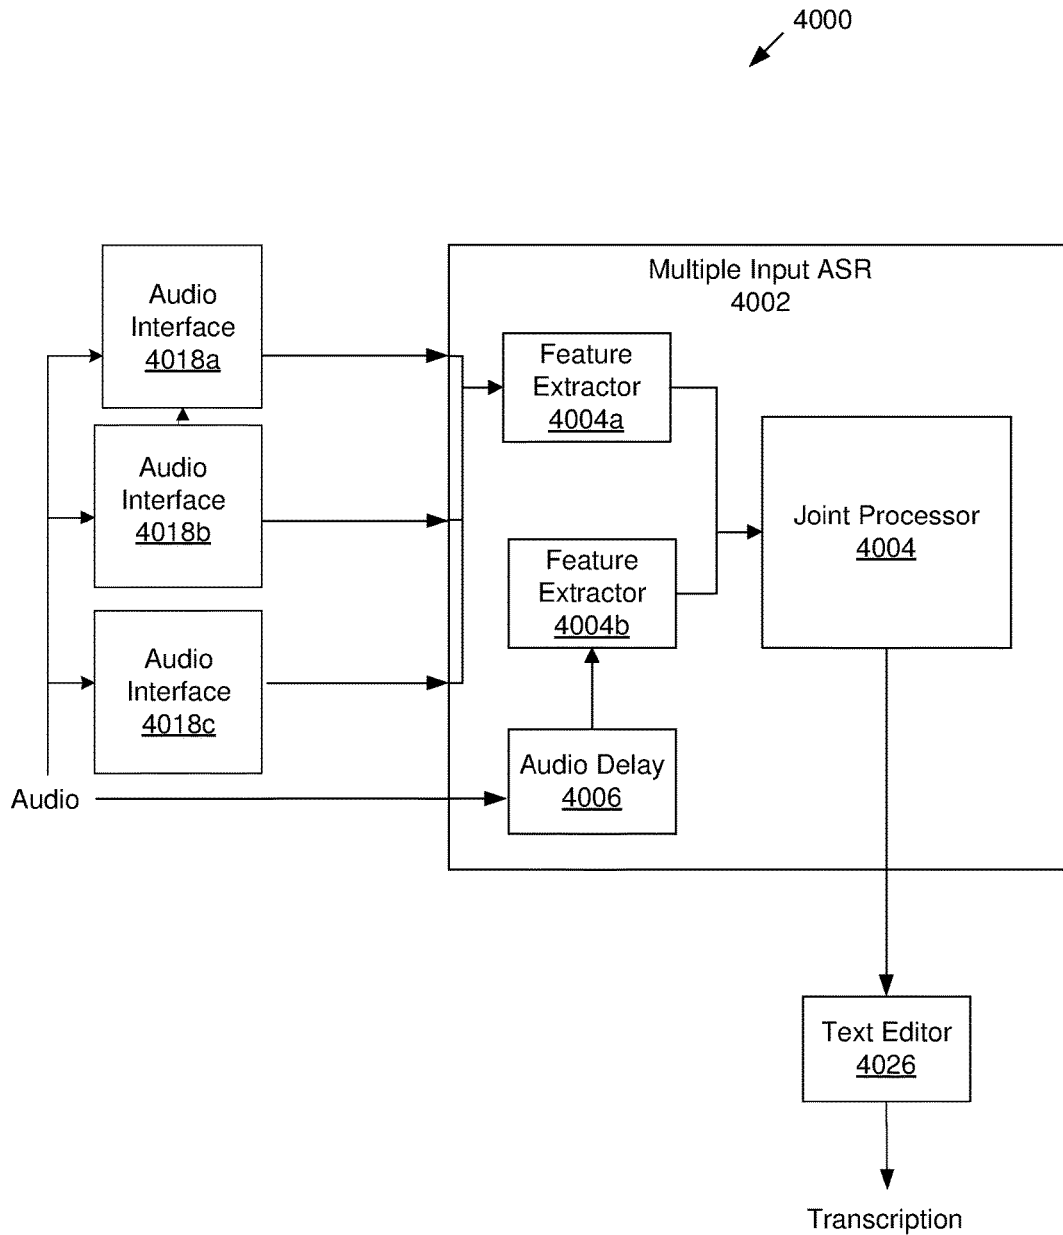 4000
Multiple Input ASR
4002
Audio
Interface
4018a
Feature
Extractor
4004a
Audio
Interface
4018b
Joint Processor
4004
Feature
Extractor
4004b
Audio
Interface
4018c
Audio Delay
4006
Audio
Text Editor
4026
Transcription